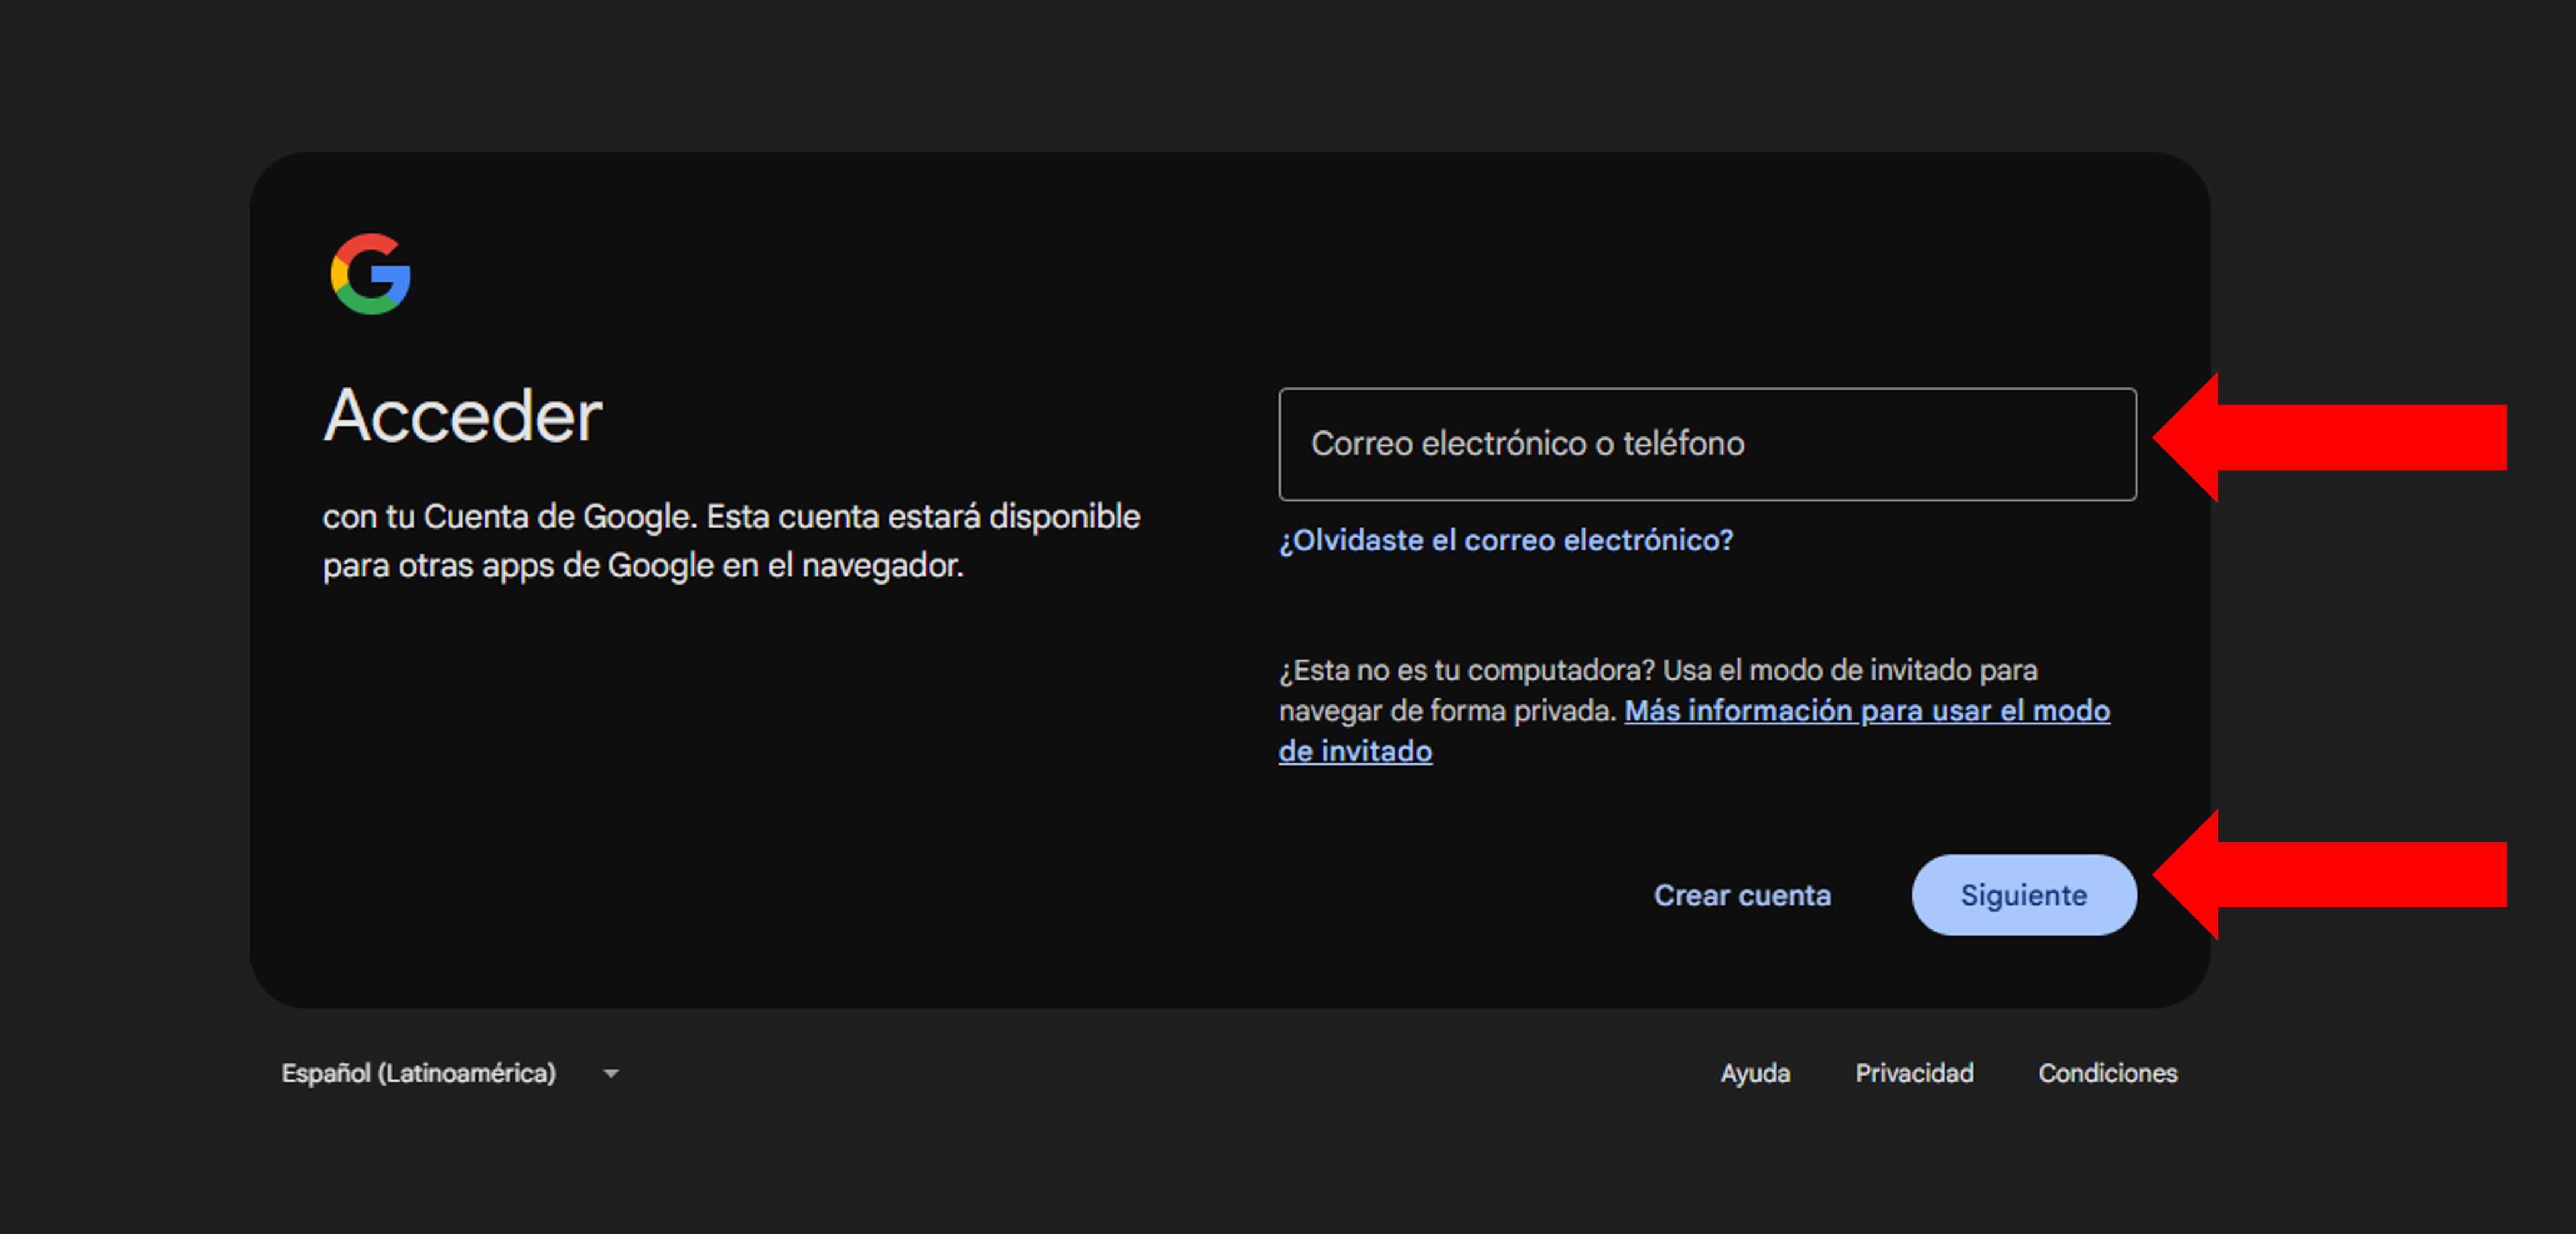 Acceder
con tu Cuenta de Google. Esta cuenta estará disponible
para otras apps de Google en el navegador.
Correo electrónico o teléfono
¿Olvidaste el correo electrónico?
¿Esta no es tu computadora? Usa el modo de invitado para
navegar de forma privada. Más información para usar el modo
de invitado
Crear cuenta
Siguiente
Español (Latinoamérica)
Ayuda
Privacidad
Condiciones